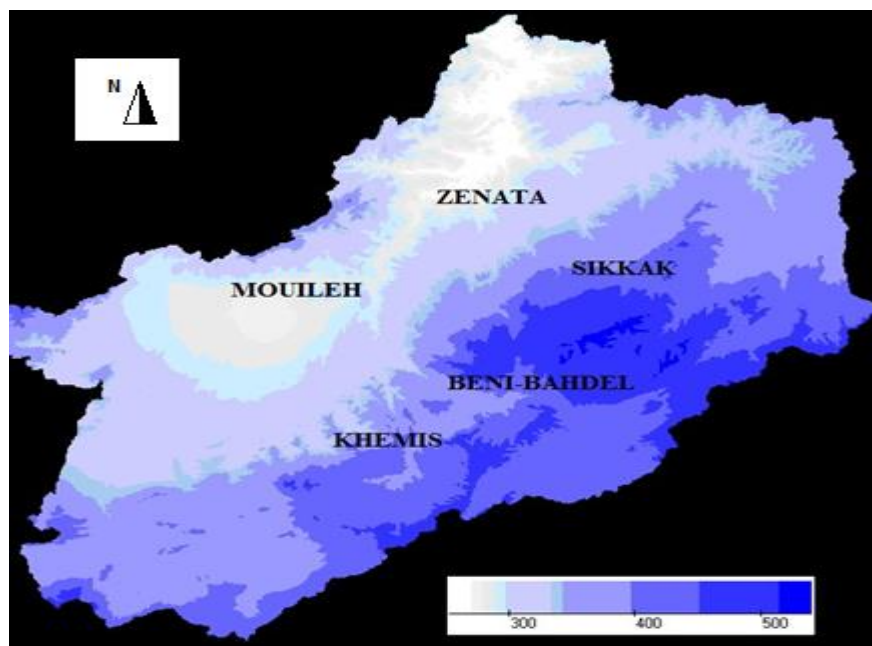 N
ZENATA
SIKKAK
MOUILEH
BENI-BAHDEL
KHEMIS
300 400 500